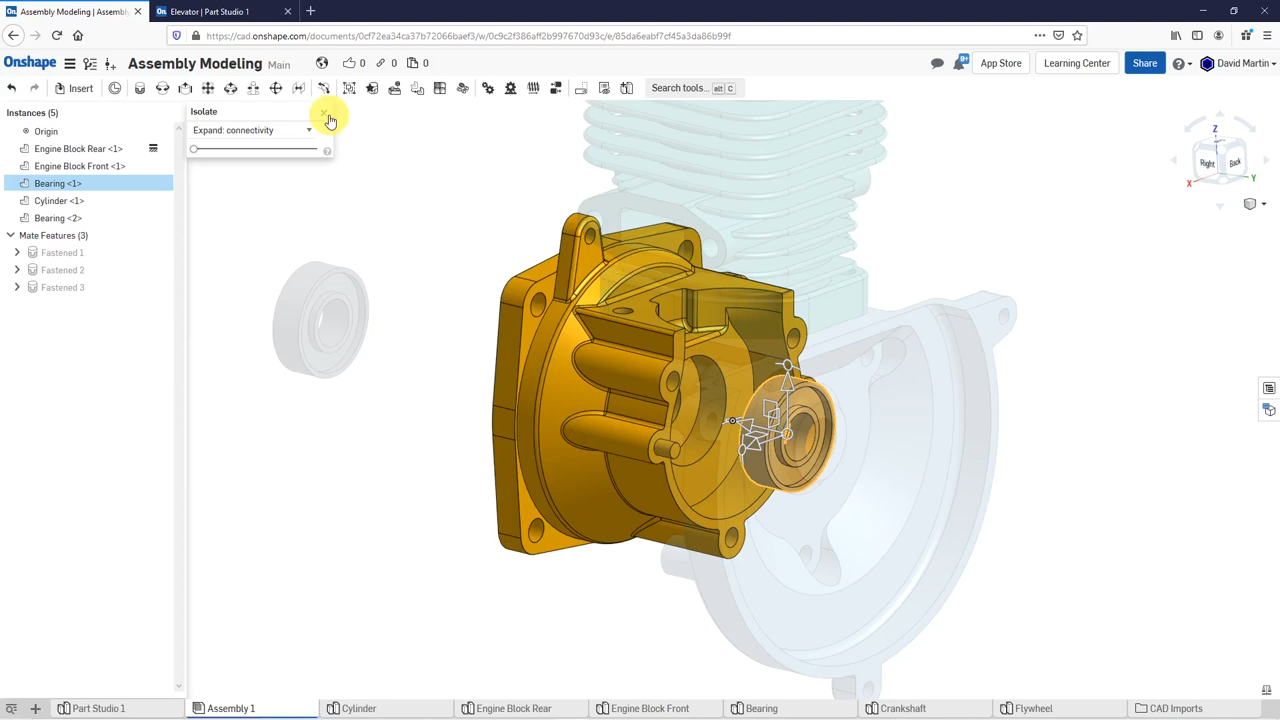 Assembly Modeling | Assembly
Elevator | Part Studio 1
https://cad.onshape.com/documents/0cf72ea34ca37b72066baef3/w/0c9c2f386aff2b7970670d93c/e/85da6eabf7cf45a3da86b99f
Onshape
Assembly Modeling Main
0
0
0
9+
App Store
Learning Center
Share
David Martin
Insert
Search tools... alt C
Instances (5)
Origin
Engine Block Rear <1>
Engine Block Front <1>
Bearing <1>
Cylinder <1>
Bearing <2>
Mate Features (3)
Fastened 1
Fastened 2
Fastened 3
Isolate
Expand: connectivity
Z
Right
Back
X
Y
Part Studio 1
Assembly 1
Cylinder
Engine Block Rear
Engine Block Front
Bearing
Crankshaft
Flywheel
CAD Imports